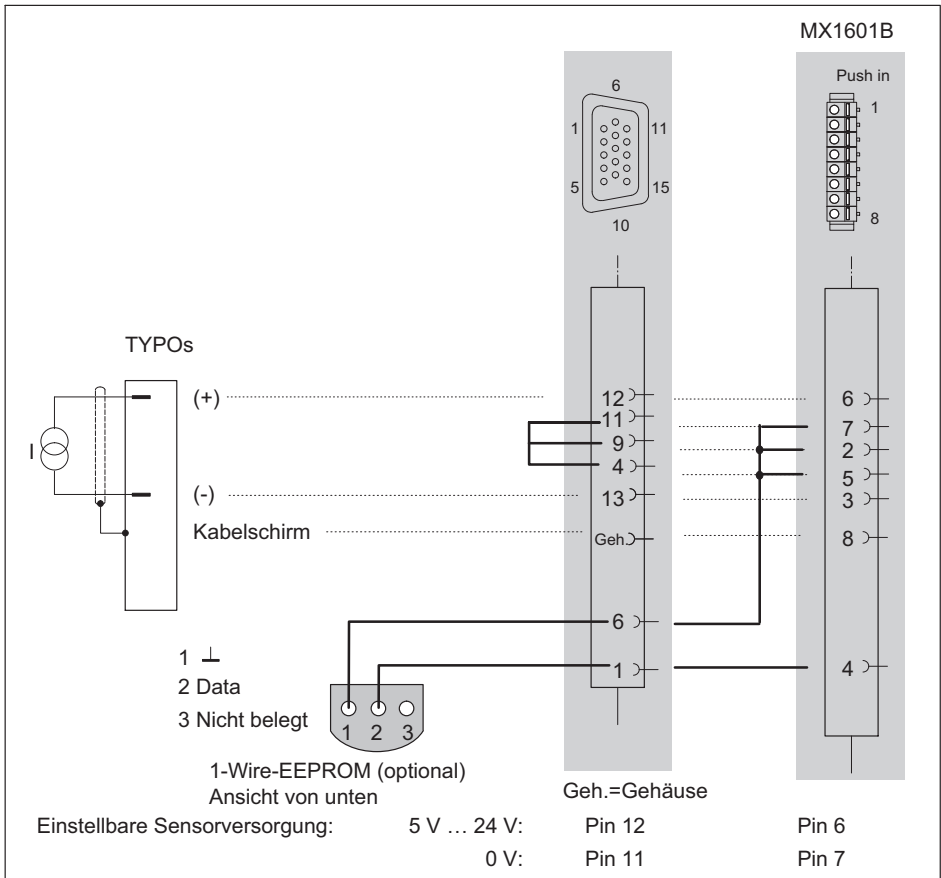 MX1601B
Push in
6
1
11
5
15
10
1
8
TYPOs
I
(+)
12
6
11
7
9
2
4
5
(-)
13
3
Kabelschirm
Geh.
8
6
1
4
1 ⊥
2 Data
3 Nicht belegt
1 2 3
1-Wire-EEPROM (optional)
Ansicht von unten
Geh.=Gehäuse
Einstellbare Sensorversorgung: 5 V … 24 V: Pin 12 Pin 6
0 V: Pin 11 Pin 7